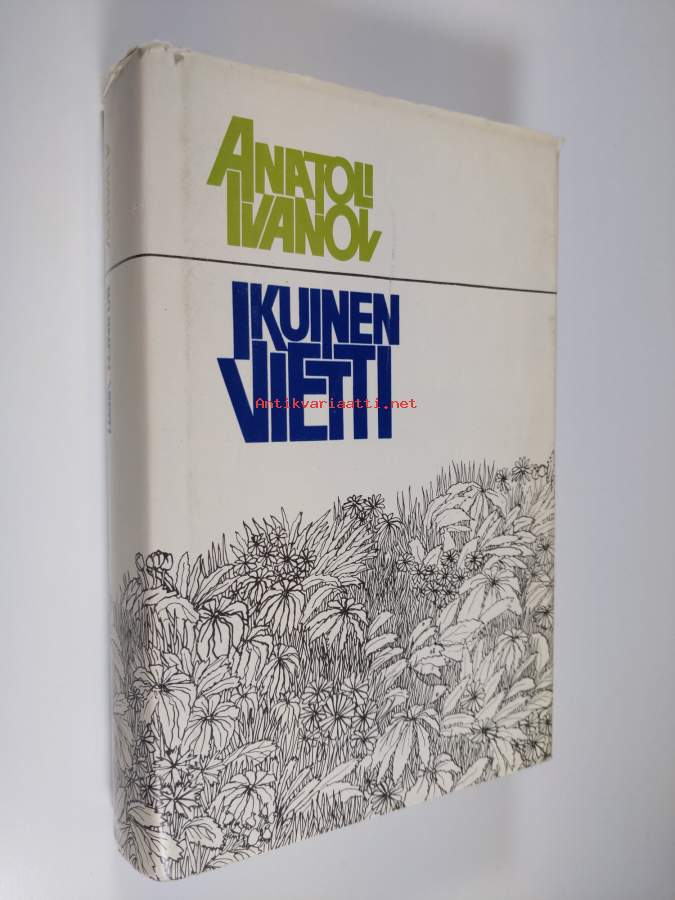 ANATOLI
IVANOV
IKUINEN
VIETTI
Antikvariaatti.net